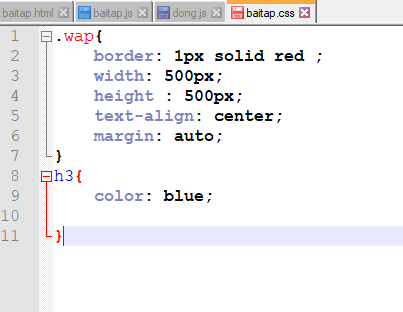 baitap.html baitap.js dong.js baitap.css
1 .wap{
2 border: 1px solid red ;
3 width: 500px;
4 height : 500px;
5 text-align: center;
6 margin: auto;
7 }
8 h3{
9 color: blue;
10
11 }